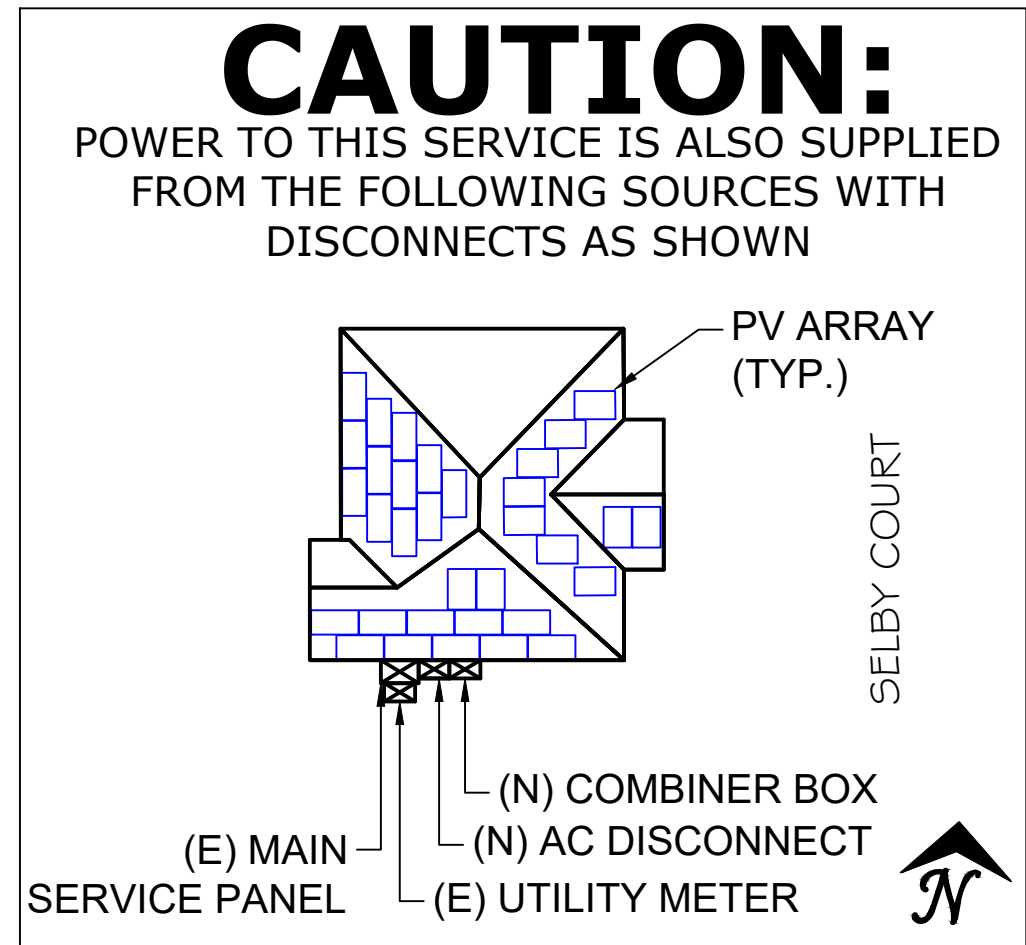 CAUTION:
POWER TO THIS SERVICE IS ALSO SUPPLIED
FROM THE FOLLOWING SOURCES WITH
DISCONNECTS AS SHOWN
PV ARRAY
(TYP.)
SELBY COURT
(N) COMBINER BOX
(N) AC DISCONNECT
(E) MAIN
SERVICE PANEL
(E) UTILITY METER
N